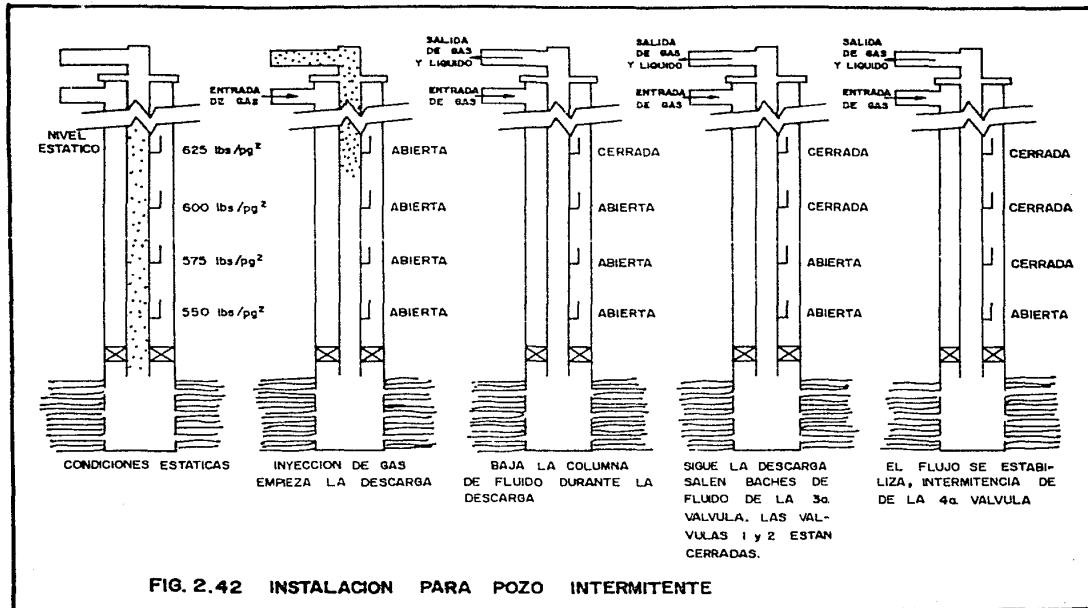 NIVEL
ESTATICO
625 lbs/pg²
600 lbs/pg²
575 lbs/pg²
550 lbs/pg²
CONDICIONES ESTATICAS
ENTRADA
DE GAS
ABIERTA
ABIERTA
ABIERTA
ABIERTA
INYECCION DE GAS
EMPIEZA LA DESCARGA
SALIDA
DE GAS
Y LIQUIDO
ENTRADA
DE GAS
CERRADA
ABIERTA
ABIERTA
ABIERTA
BAJA LA COLUMNA
DE FLUIDO DURANTE LA
DESCARGA
SALIDA
DE GAS
Y LIQUIDO
ENTRADA
DE GAS
CERRADA
CERRADA
ABIERTA
ABIERTA
SIGUE LA DESCARGA
SALEN BACHES DE
FLUIDO DE LA 3a.
VALVULA. LAS VAL-
VULAS 1 y 2 ESTAN
CERRADAS.
SALIDA
DE GAS
Y LIQUIDO
ENTRADA
DE GAS
CERRADA
CERRADA
CERRADA
ABIERTA
EL FLUJO SE ESTABI-
LIZA, INTERMITENCIA DE
DE LA 4a. VALVULA
FIG. 2.42 INSTALACION PARA POZO INTERMITENTE